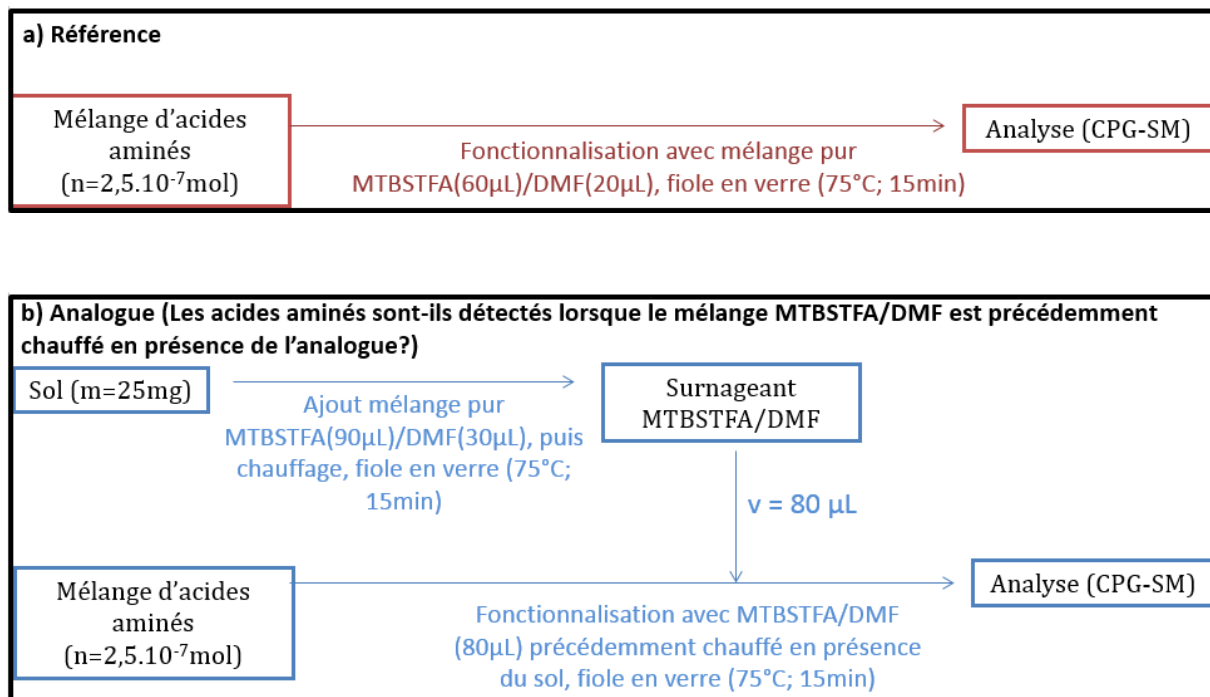 a) Référence
Mélange d’acides
aminés
(n=2,5.10⁻⁷mol)
Fonctionnalisation avec mélange pur
MTBSTFA(60µL)/DMF(20µL), fiole en verre (75°C; 15min)
Analyse (CPG-SM)
b) Analogue (Les acides aminés sont-ils détectés lorsque le mélange MTBSTFA/DMF est précédemment
chauffé en présence de l’analogue?)
Sol (m=25mg)
Ajout mélange pur
MTBSTFA(90µL)/DMF(30µL), puis
chauffage, fiole en verre (75°C;
15min)
Surnageant
MTBSTFA/DMF
v = 80 µL
Mélange d’acides
aminés
(n=2,5.10⁻⁷mol)
Fonctionnalisation avec MTBSTFA/DMF
(80µL) précédemment chauffé en présence
du sol, fiole en verre (75°C; 15min)
Analyse (CPG-SM)